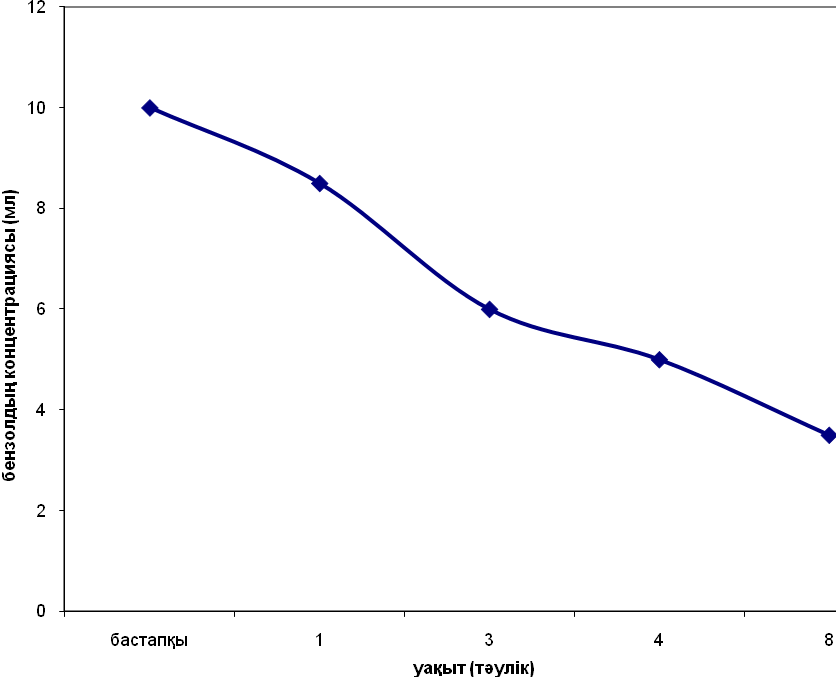 12
10
8
6
4
2
0
бензолдың концентрациясы (мл)
бастапқы 1 3 4 8
уақыт (тәулік)